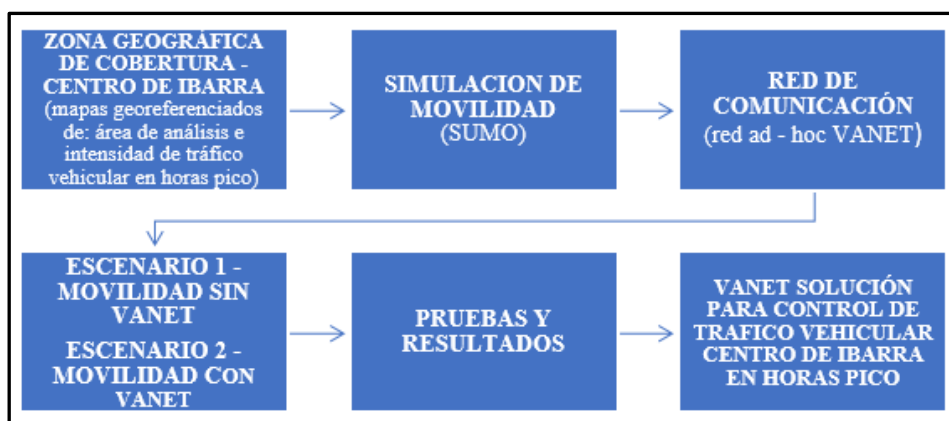 ZONA GEOGRÁFICA
DE COBERTURA -
CENTRO DE IBARRA
(mapas georeferenciados
de: área de análisis e
intensidad de tráfico
vehicular en horas pico)
SIMULACION DE
MOVILIDAD
(SUMO)
RED DE
COMUNICACIÓN
(red ad - hoc VANET)
ESCENARIO 1 -
MOVILIDAD SIN
VANET
ESCENARIO 2 -
MOVILIDAD CON
VANET
PRUEBAS Y
RESULTADOS
VANET SOLUCIÓN
PARA CONTROL DE
TRAFICO VEHICULAR
CENTRO DE IBARRA
EN HORAS PICO